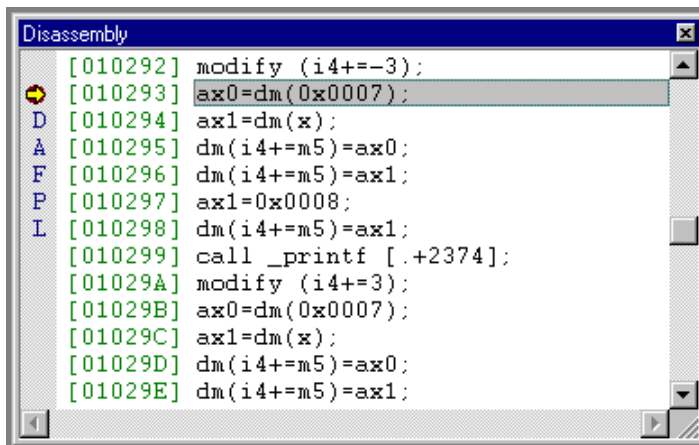 Disassembly
[010292] modify (i4+=-3);
[010293] ax0=dm(0x0007);
D [010294] ax1=dm(x);
A [010295] dm(i4+=m5)=ax0;
F [010296] dm(i4+=m5)=ax1;
P [010297] ax1=0x0008;
L [010298] dm(i4+=m5)=ax1;
[010299] call _printf [.+2374];
[01029A] modify (i4+=3);
[01029B] ax0=dm(0x0007);
[01029C] ax1=dm(x);
[01029D] dm(i4+=m5)=ax0;
[01029E] dm(i4+=m5)=ax1;